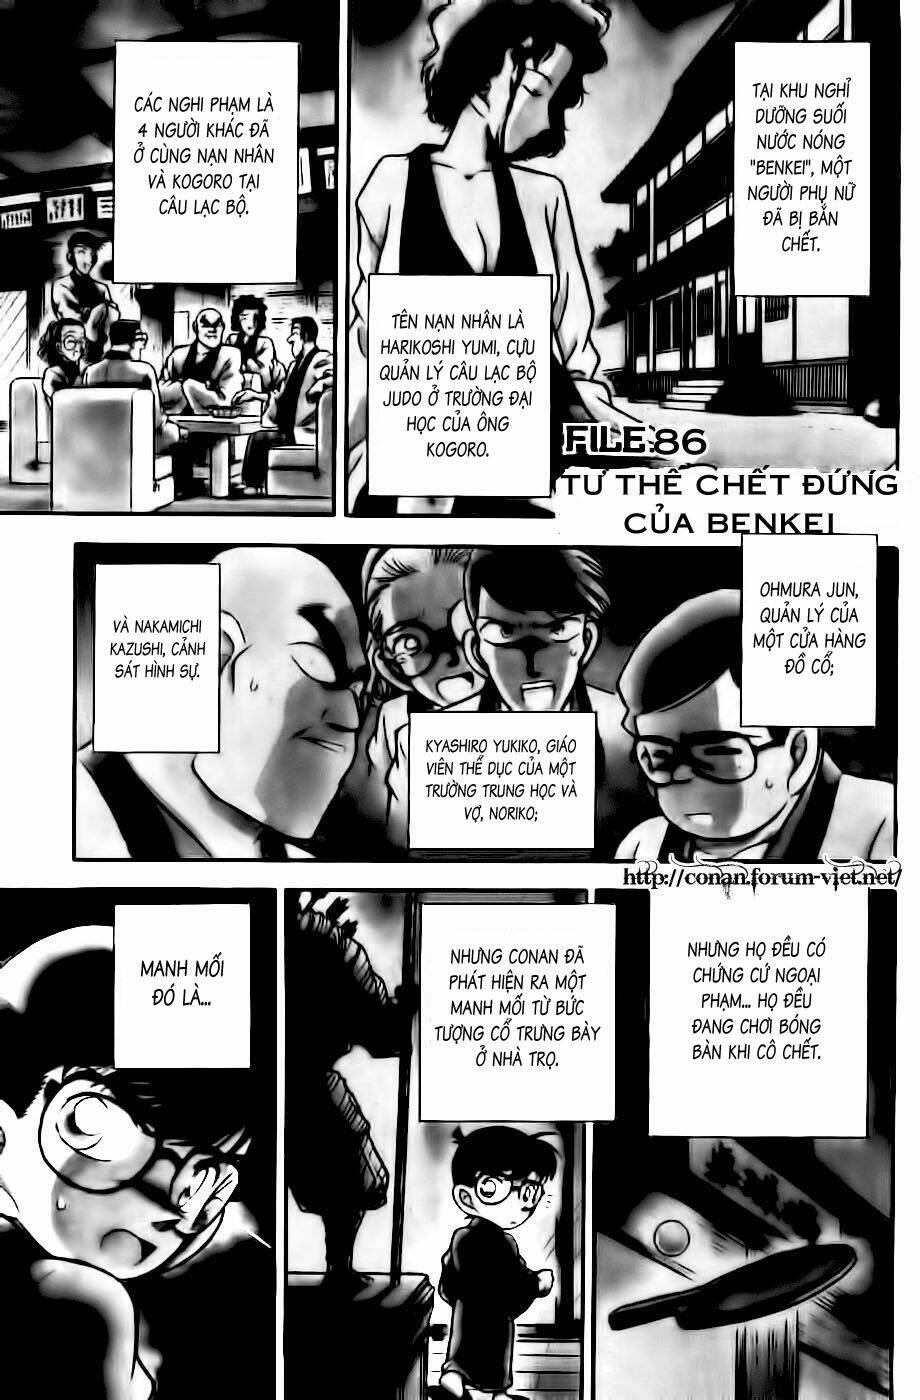 TẠI KHU NGHỈ
DƯỠNG SUỐI
NƯỚC NÓNG
"BENKEI", MỘT
NGƯỜI PHỤ NỮ
ĐÃ BỊ BẮN
CHẾT.
TÊN NẠN NHÂN LÀ
HARIKOSHI YUMI, CỰU
QUẢN LÝ CÂU LẠC BỘ
JUDO Ở TRƯỜNG ĐẠI
HỌC CỦA ÔNG
KOGORO.
CÁC NGHI PHẠM LÀ
4 NGƯỜI KHÁC ĐÃ
Ở CÙNG NẠN NHÂN
VÀ KOGORO TẠI
CÂU LẠC BỘ.
FILE.86
TƯ THẾ CHẾT ĐỨNG
CỦA BENKEI
OHMURA JUN,
QUẢN LÝ CỦA
MỘT CỬA HÀNG
ĐỒ CỔ;
KYASHIRO YUKIKO, GIÁO
VIÊN THỂ DỤC CỦA MỘT
TRƯỜNG TRUNG HỌC VÀ
VỢ, NORIKO;
VÀ NAKAMICHI
KAZUSHI, CẢNH
SÁT HÌNH SỰ.
http://conan.forum-viet.net/
NHƯNG HỌ ĐỀU CÓ
CHỨNG CỨ NGOẠI
PHẠM... HỌ ĐỀU
ĐANG CHƠI BÓNG
BÀN KHI CÔ CHẾT.
NHƯNG CONAN ĐÃ
PHÁT HIỆN RA MỘT
MANH MỐI TỪ BỨC
TƯỢNG CỔ TRƯNG BÀY
Ở NHÀ TRỌ.
MANH MỐI
ĐÓ LÀ...